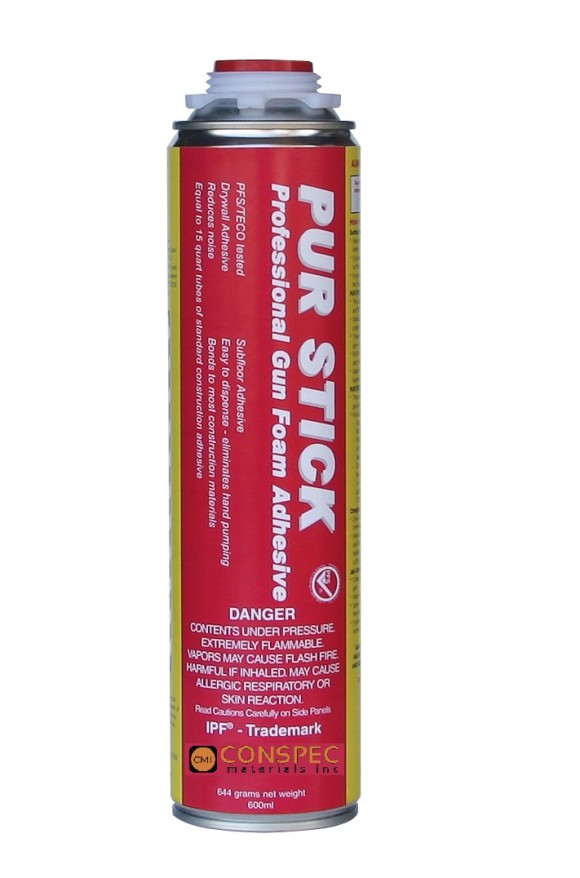 PUR STICK
Professional Gun Foam Adhesive
PFS/TECO tested
Drywall Adhesive
Reduces noise
Equal to 15 quart tubes of standard construction adhesive
Subfloor Adhesive
Easy to dispense - eliminates hand pumping
Bonds to most construction materials
DANGER
CONTENTS UNDER PRESSURE.
EXTREMELY FLAMMABLE.
VAPORS MAY CAUSE FLASH FIRE.
HARMFUL IF INHALED. MAY CAUSE
ALLERGIC RESPIRATORY OR
SKIN REACTION.
Read Cautions Carefully on Side Panels
IPF® - Trademark
CMI CONSPEC
materials inc
644 grams net weight
600ml